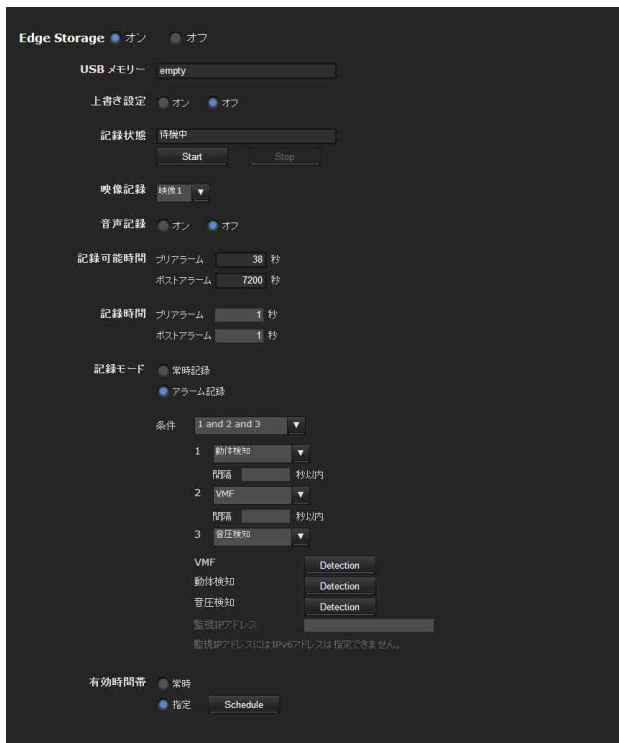 Edge Storage オン オフ
USB メモリー empty
上書き設定 オン オフ
記録状態 待機中
Start Stop
映像記録 映像1
音声記録 オン オフ
記録可能時間 プリアラーム 38 秒
ポストアラーム 7200 秒
記録時間 プリアラーム 1 秒
ポストアラーム 1 秒
記録モード 常時記録
アラーム記録
条件 1 and 2 and 3
1 動体検知
間隔 秒以内
2 VMF
間隔 秒以内
3 音圧検知
VMF Detection
動体検知 Detection
音圧検知 Detection
監視IPアドレス
監視IPアドレスにはIPv6アドレスは指定できません。
有効時間帯 常時
指定 Schedule